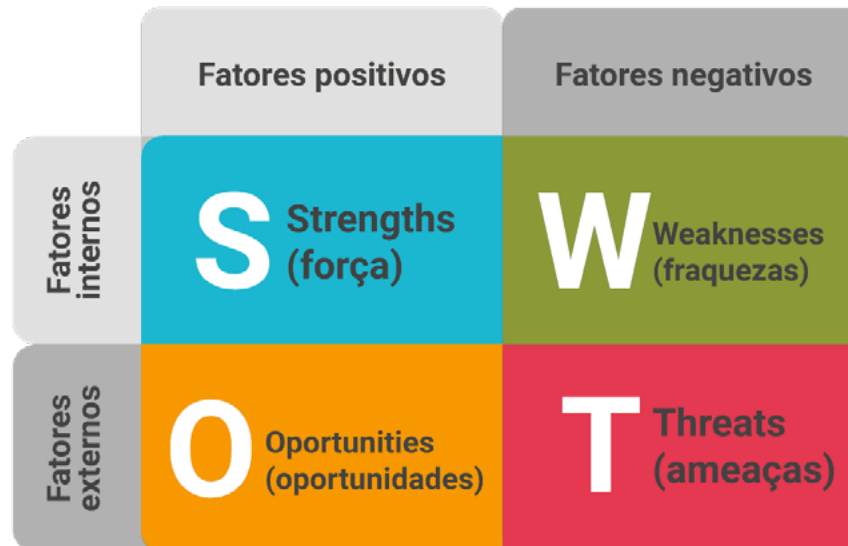 Fatores positivos
Fatores negativos
Fatores
internos
S
Strengths
(força)
W
Weaknesses
(fraquezas)
Fatores
externos
O
Oportunities
(oportunidades)
T
Threats
(ameaças)